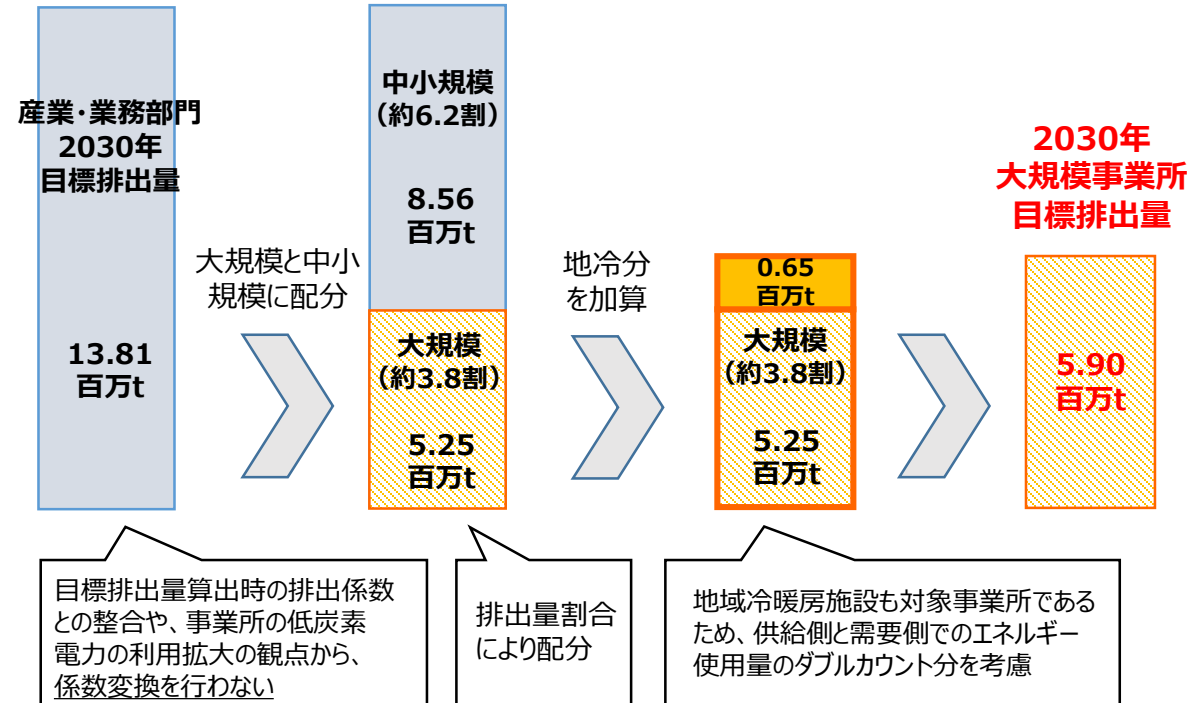 産業・業務部門
2030年
目標排出量
13.81
百万t
大規模と中小
規模に配分
中小規模
（約6.2割）
8.56
百万t
大規模
（約3.8割）
5.25
百万t
地冷分
を加算
0.65
百万t
大規模
（約3.8割）
5.25
百万t
2030年
大規模事業所
目標排出量
5.90
百万t
目標排出量算出時の排出係数
との整合や、事業所の低炭素
電力の利用拡大の観点から、
係数変換を行わない
排出量割合
により配分
地域冷暖房施設も対象事業所である
ため、供給側と需要側でのエネルギー
使用量のダブルカウント分を考慮